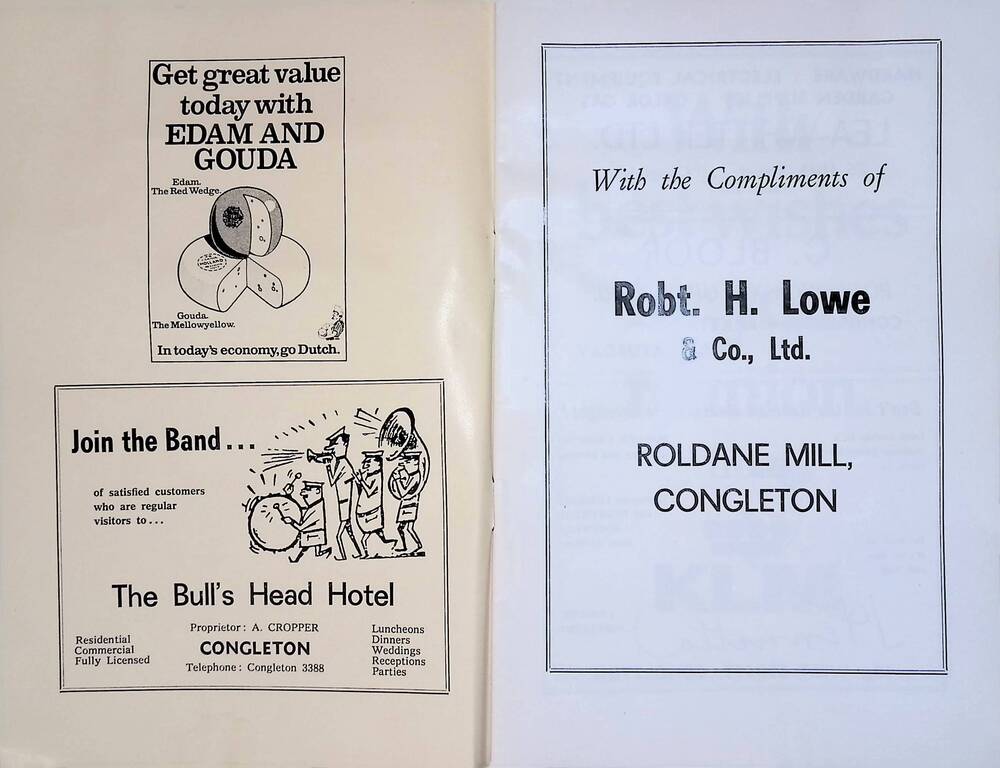 Get great value
today with
EDAM AND
GOUDA
Edam.
The Red Wedge.
HOLLAND
Gouda.
The Mellowyellow.
In today's economy, go Dutch.
Join the Band...
of satisfied customers
who are regular
visitors to...
The Bull's Head Hotel
Residential
Commercial
Fully Licensed
Proprietor: A. CROPPER
CONGLETON
Telephone: Congleton 3388
Luncheons
Dinners
Weddings
Receptions
Parties
With the Compliments of
Robt. H. Lowe
& Co., Ltd.
ROLDANE MILL,
CONGLETON